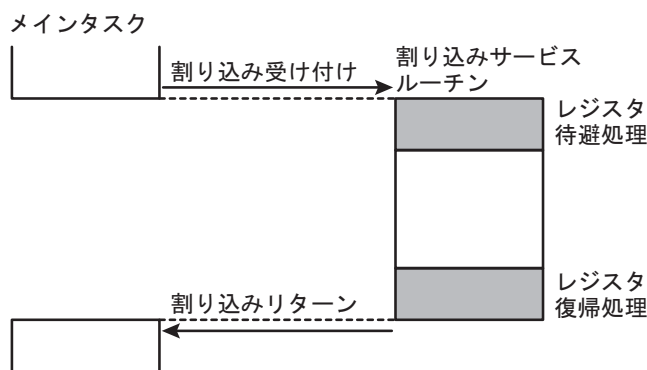 メインタスク
割り込み受け付け
割り込みサービス
ルーチン
レジスタ
待避処理
レジスタ
復帰処理
割り込みリターン